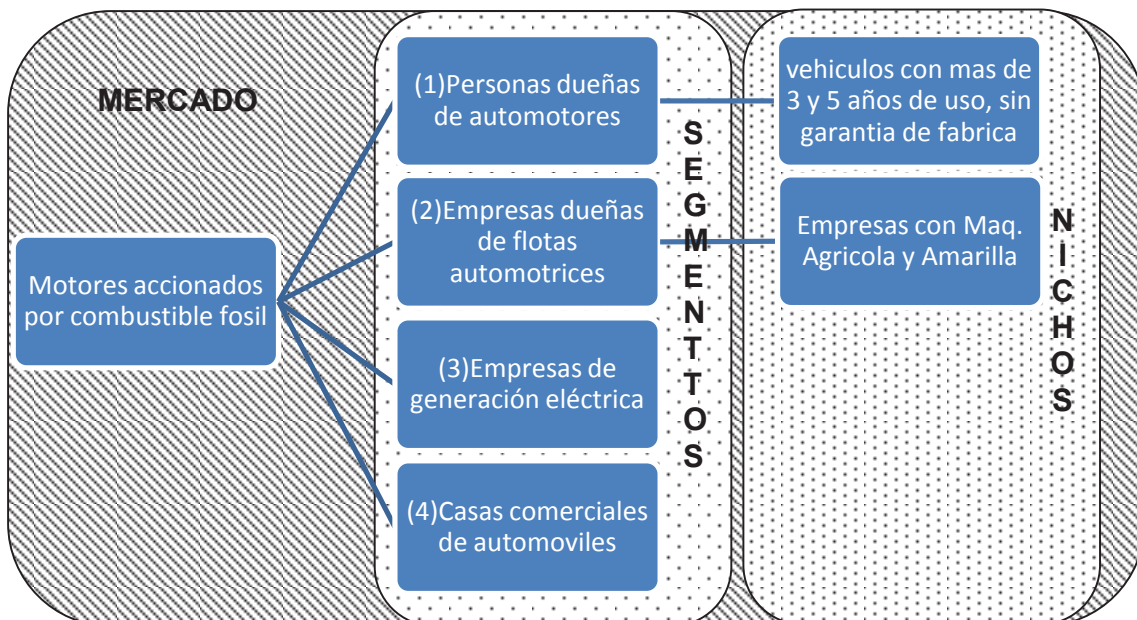 MERCADO
Motores accionados
por combustible fosil
(1)Personas dueñas
de automotores
(2)Empresas dueñas
de flotas
automotrices
(3)Empresas de
generación eléctrica
(4)Casas comerciales
de automoviles
SEGMENTTOS
vehiculos con mas de
3 y 5 años de uso, sin
garantia de fabrica
Empresas con Maq.
Agricola y Amarilla
NICHOS